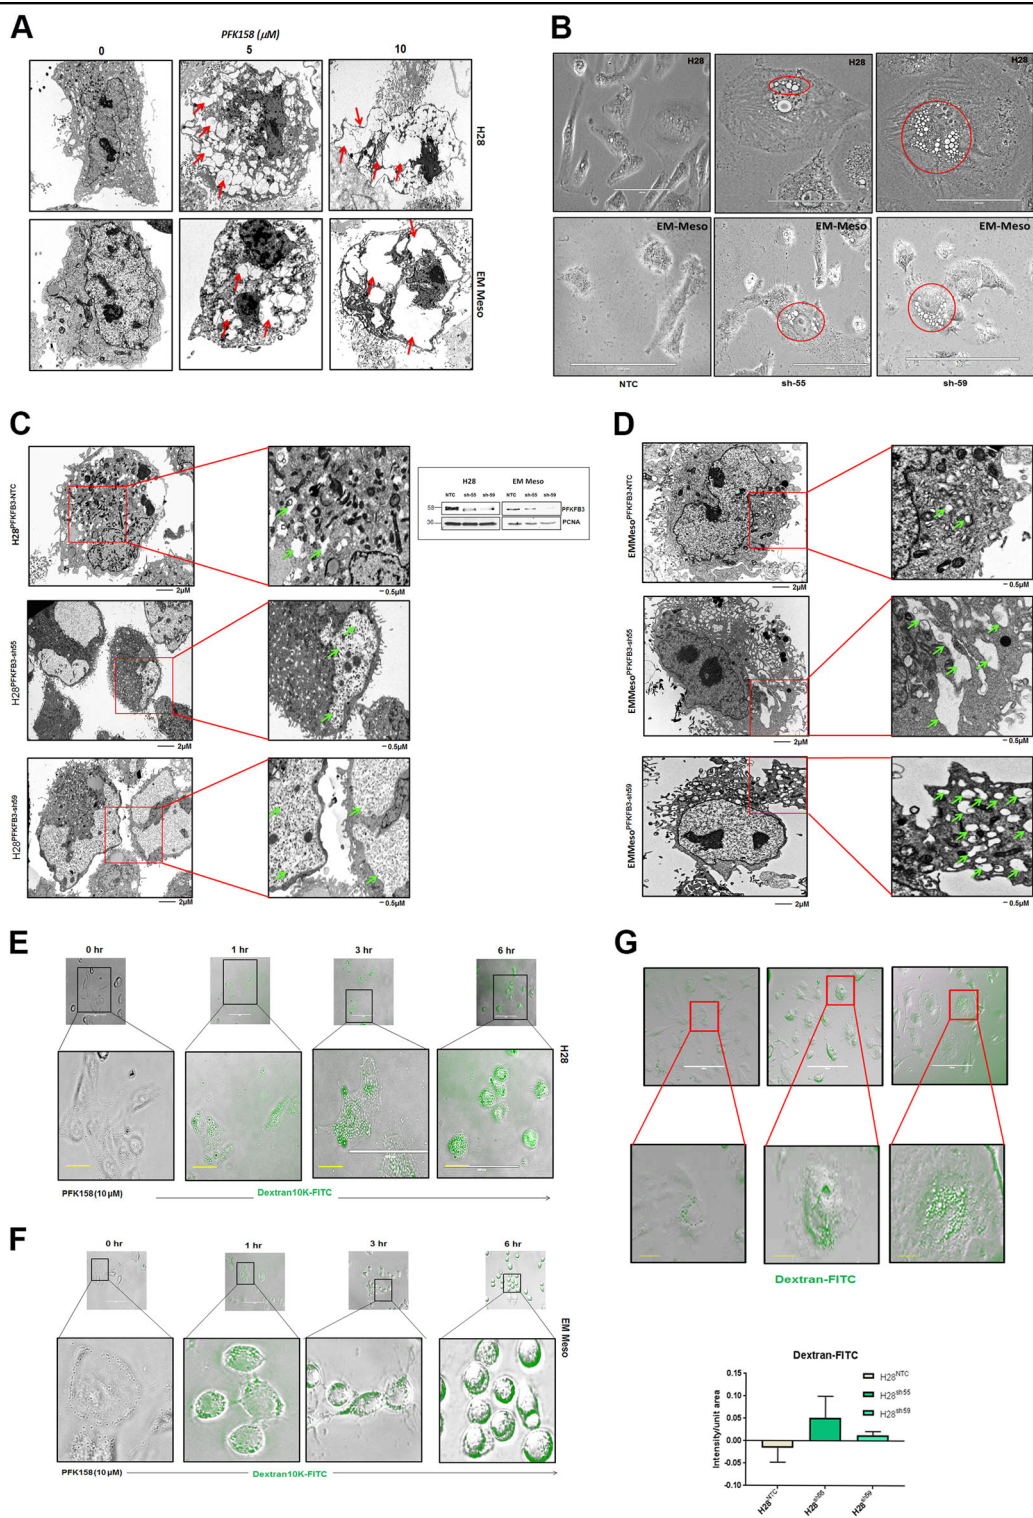 A
PFK158 (µM)
0
5
10
H28
EM Meso
B
H28
H28
H28
EM-Meso
EM-Meso
EM-Meso
NTC
sh-55
sh-59
C
H28PFKFB3-NTC
2µM
0.5µM
H28PFKFB3-sh55
2µM
0.5µM
H28PFKFB3-sh59
2µM
0.5µM
H28
EM Meso
NTC
sh-55
sh-59
NTC
sh-55
sh-59
58
PFKFB3
36
PCNA
D
EMMesoPFKFB3-NTC
2µM
0.5µM
EMMesoPFKFB3-sh55
2µM
0.5µM
EMMesoPFKFB3-sh59
2µM
0.5µM
E
0 hr
1 hr
3 hr
6 hr
H28
PFK158(10 µM)
Dextran10K-FITC
F
0 hr
1 hr
3 hr
6 hr
EM Meso
PFK158(10 µM)
Dextran10K-FITC
G
Dextran-FITC
Dextran-FITC
Intensity/unit area
0.15
0.10
0.05
0.00
-0.05
-0.10
H28NTC
H28sh55
H28sh59
H28NTC
H28sh55
H28sh59